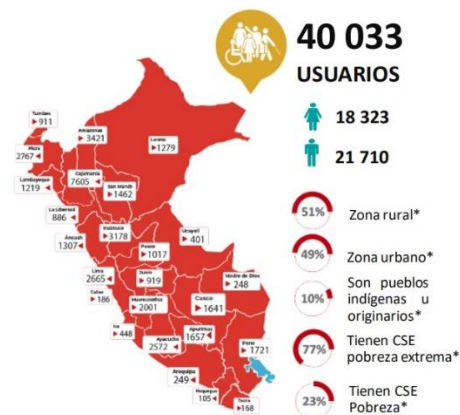 40 033
USUARIOS
18 323
21 710
51%
Zona rural*
49%
Zona urbano*
10%
Son pueblos
indígenas u
originarios*
77%
Tienen CSE
pobreza extrema*
23%
Tienen CSE
Pobreza*
Tumbes
911
Piura
2767
Amazonas
3421
Loreto
1279
Lambayeque
1219
Cajamarca
7605
San Martín
1462
La Libertad
886
Áncash
1307
Huánuco
3178
Ucayali
401
Pasco
1017
Lima
2665
Junín
919
Madre de Dios
248
Callao
186
Huancavelica
2001
Cusco
1641
Ica
448
Ayacucho
2572
Apurímac
1657
Puno
1721
Arequipa
249
Moquegua
105
Tacna
168